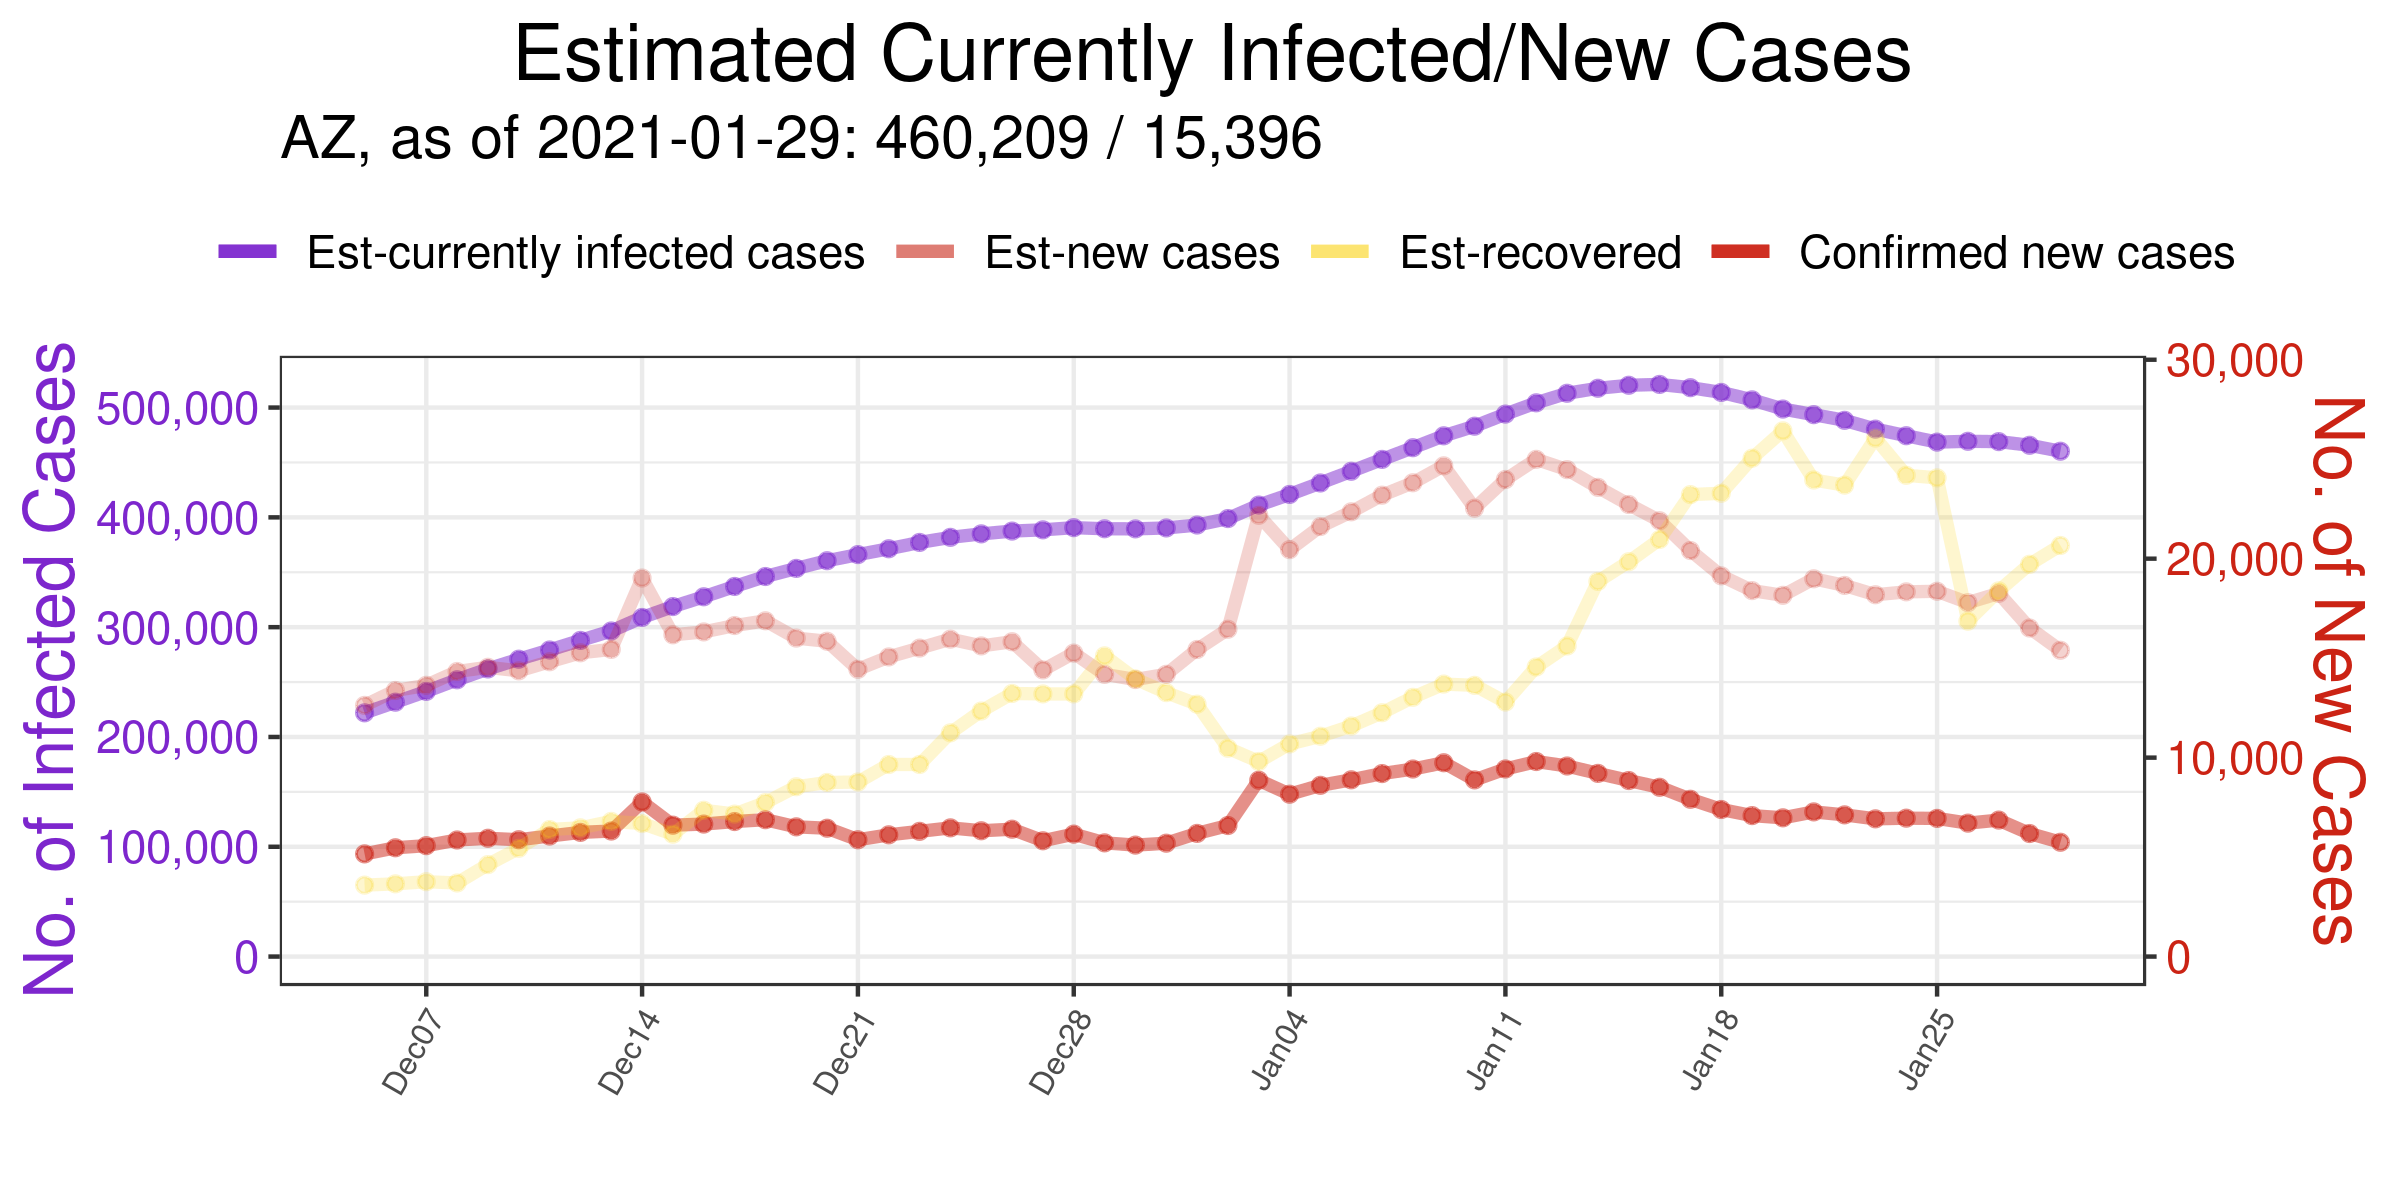 Estimated Currently Infected/New Cases
AZ, as of 2021-01-29: 460,209 / 15,396
Est-currently infected cases Est-new cases Est-recovered Confirmed new cases
No. of Infected Cases
500,000
400,000
300,000
200,000
100,000
0
30,000
20,000
10,000
0
No. of New Cases
Dec07 Dec14 Dec21 Dec28 Jan04 Jan11 Jan18 Jan25